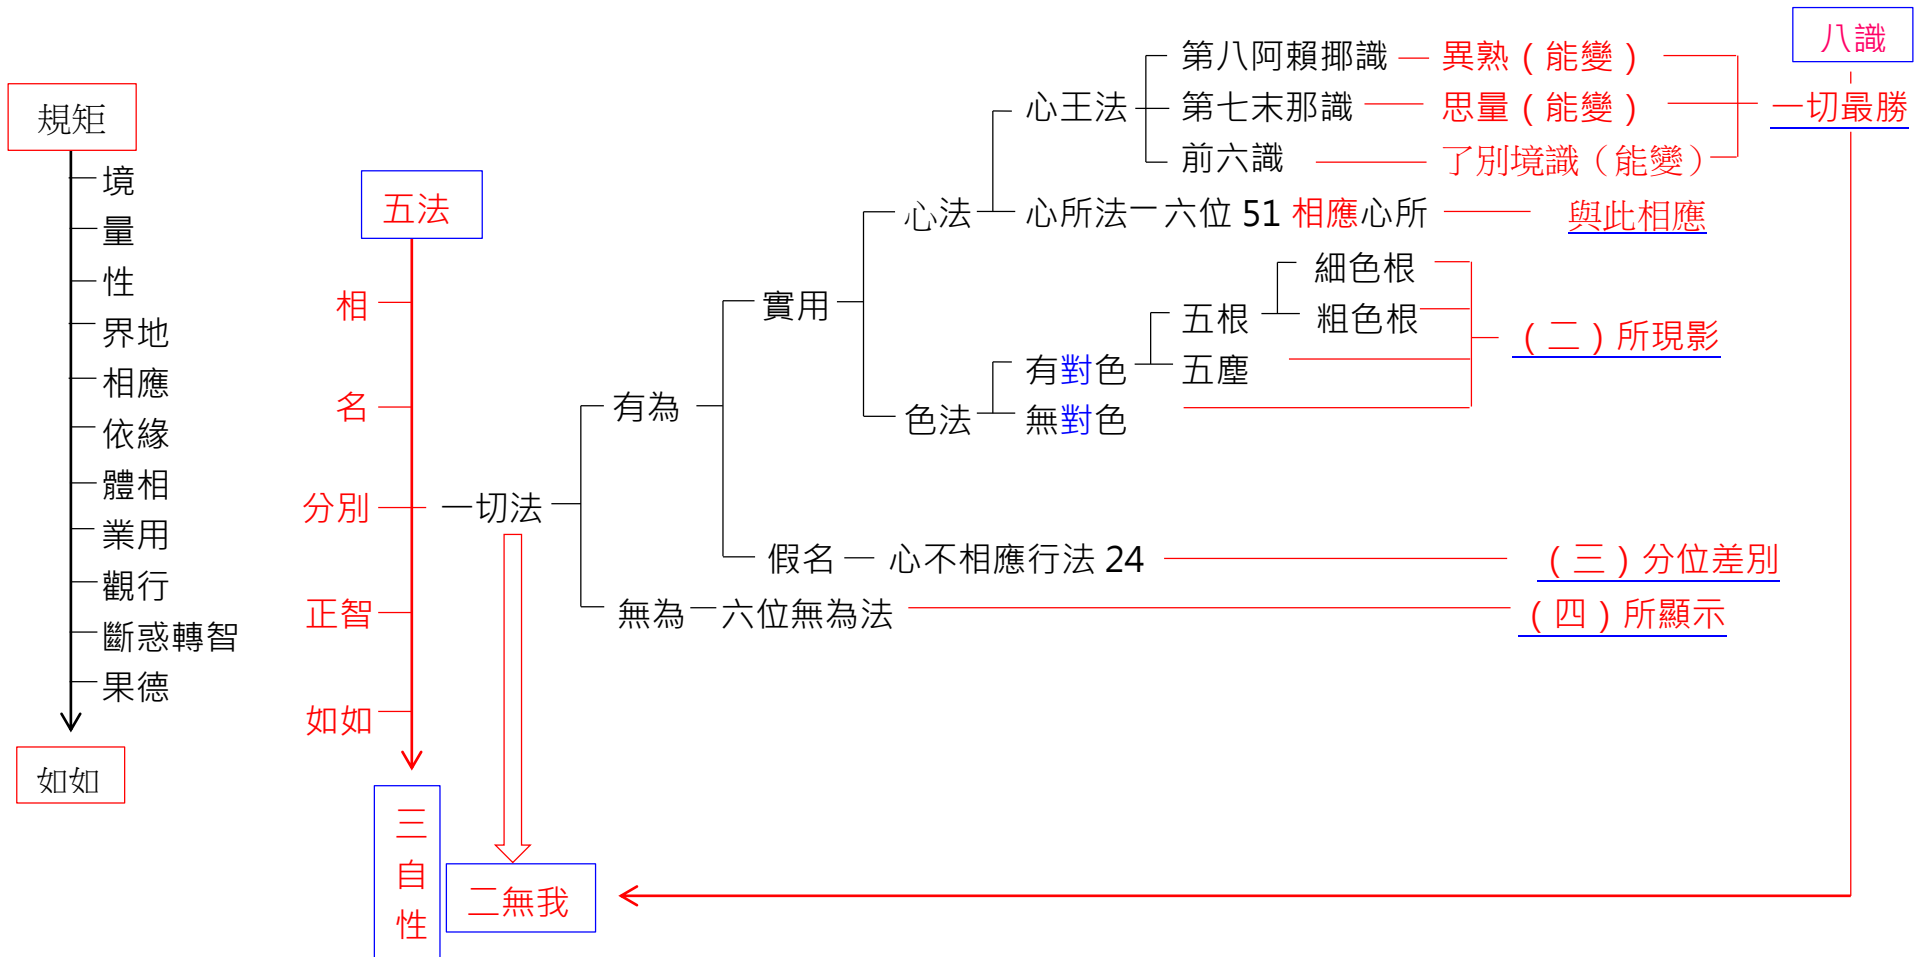 規矩
境
量
性
界地
相應
依緣
體相
業用
觀行
斷惑轉智
果德
如如
五法
相
名
分別
正智
如如
三自性
二無我
一切法
有為
無為
六位無為法
(四)所顯示
實用
假名
心不相應行法 24
(三)分位差別
心法
色法
心王法
第八阿賴耶識
異熟(能變)
第七末那識
思量(能變)
前六識
了別境識(能變)
八識
一切最勝
心所法
六位 51 相應心所
與此相應
有對色
無對色
五根
五塵
細色根
粗色根
(二)所現影